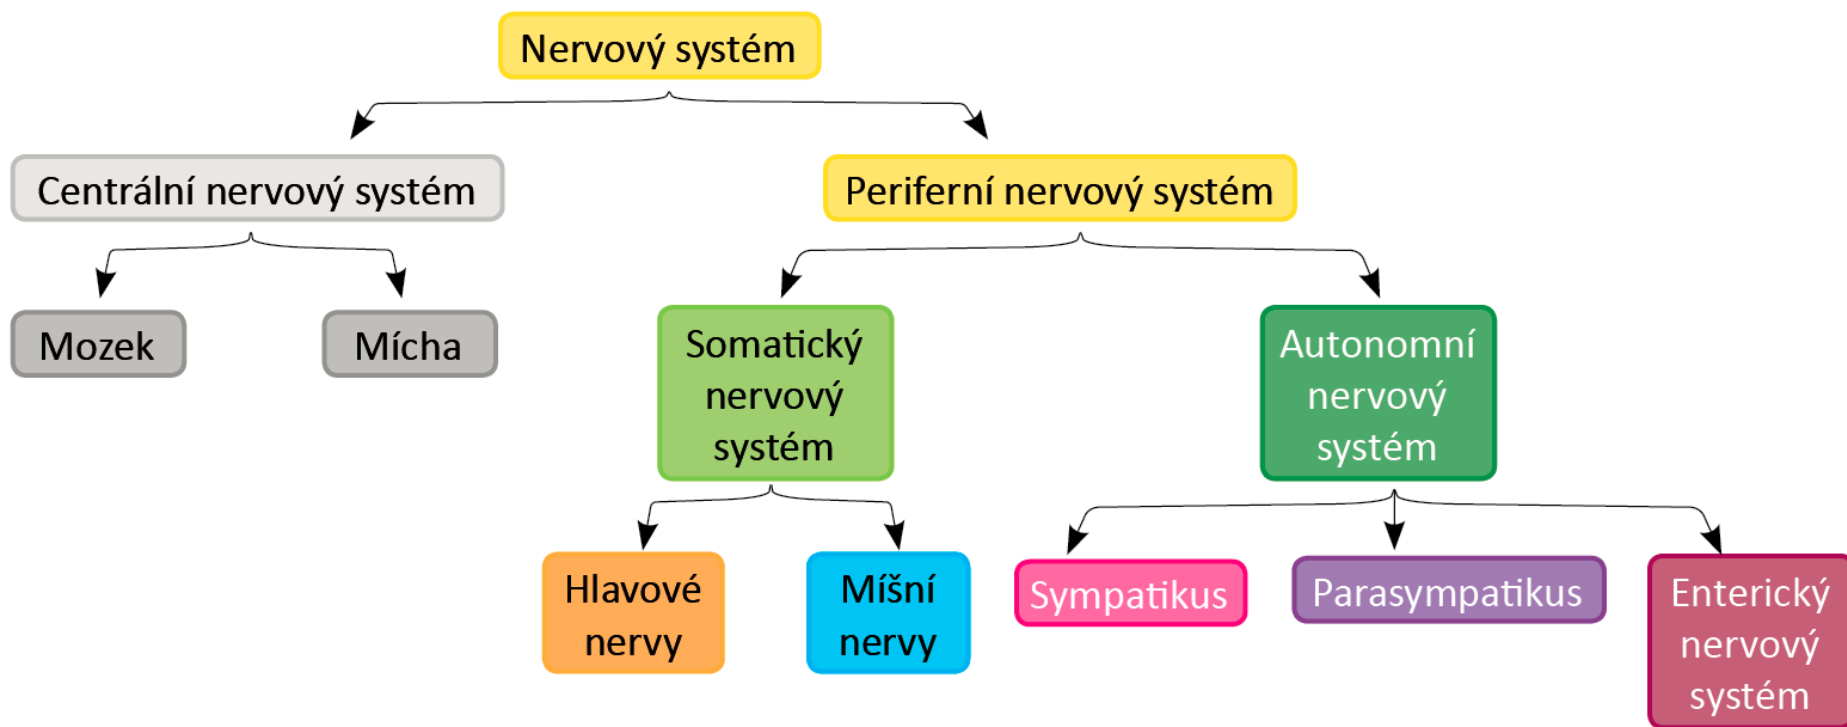 Nervový systém
Centrální nervový systém
Periferní nervový systém
Mozek
Mícha
Somatický
nervový
systém
Autonomní
nervový
systém
Hlavové
nervy
Míšní
nervy
Sympatikus
Parasympatikus
Enterický
nervový
systém